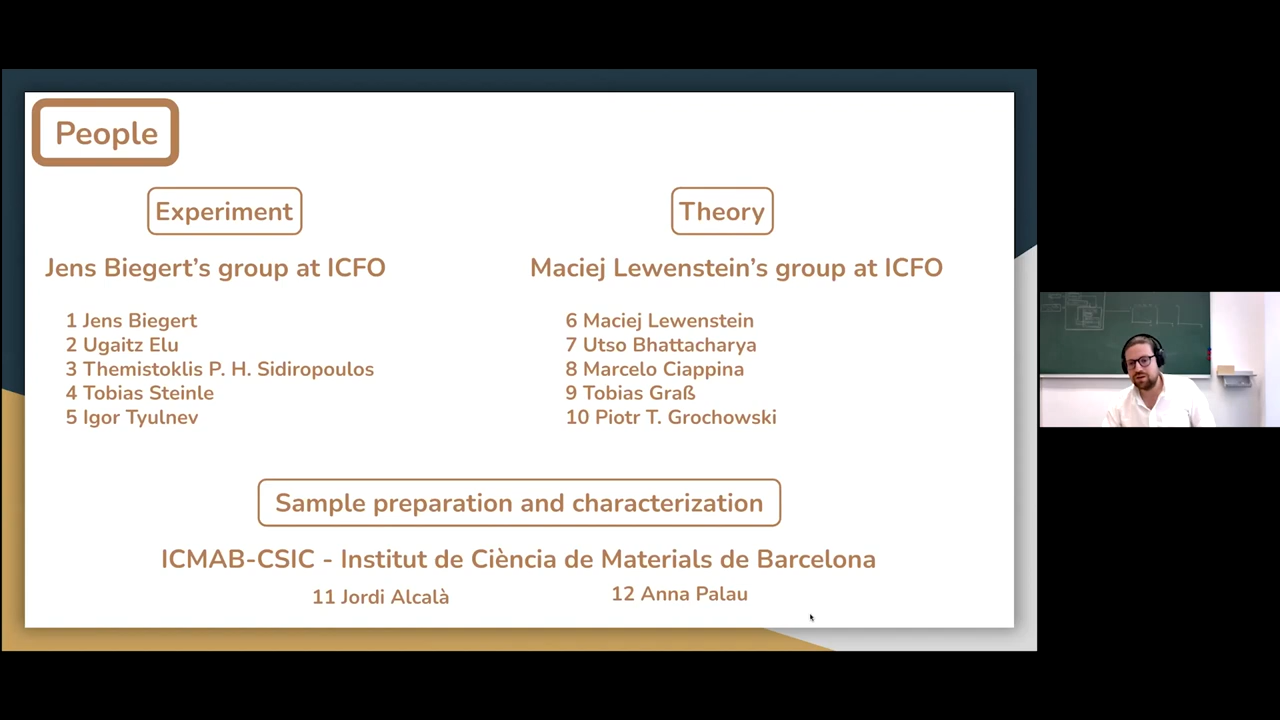 People
Experiment
Jens Biegert’s group at ICFO
1 Jens Biegert
2 Ugaitz Elu
3 Themistoklis P. H. Sidiropoulos
4 Tobias Steinle
5 Igor Tyulnev
Theory
Maciej Lewenstein’s group at ICFO
6 Maciej Lewenstein
7 Utso Bhattacharya
8 Marcelo Ciappina
9 Tobias Graß
10 Piotr T. Grochowski
Sample preparation and characterization
ICMAB-CSIC - Institut de Ciència de Materials de Barcelona
11 Jordi Alcalà
12 Anna Palau